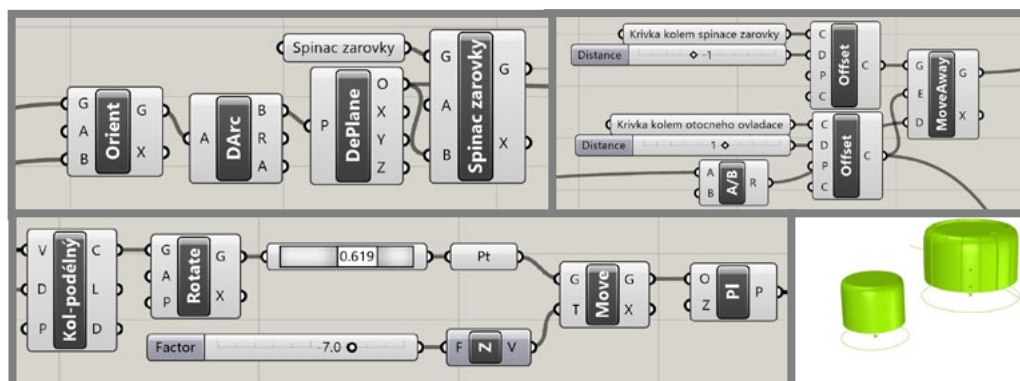 Spinac zarovky
G
A
B
Orient
G
X
A
DArc
B
R
A
P
DePlane
O
X
Y
Z
G
A
B
Spinac zarovky
G
X
Krivka kolem spinace zarovky
Distance
-1
C
D
P
C
Offset
C
Krivka kolem otocneho ovladace
Distance
1
A
B
A/B
R
C
D
P
C
Offset
C
G
E
D
MoveAway
G
X
V
D
P
Kol-podélný
C
L
D
G
A
P
Rotate
G
X
0.619
Pt
Factor
-7.0
F
Z
V
G
T
Move
G
X
O
Z
Pl
P